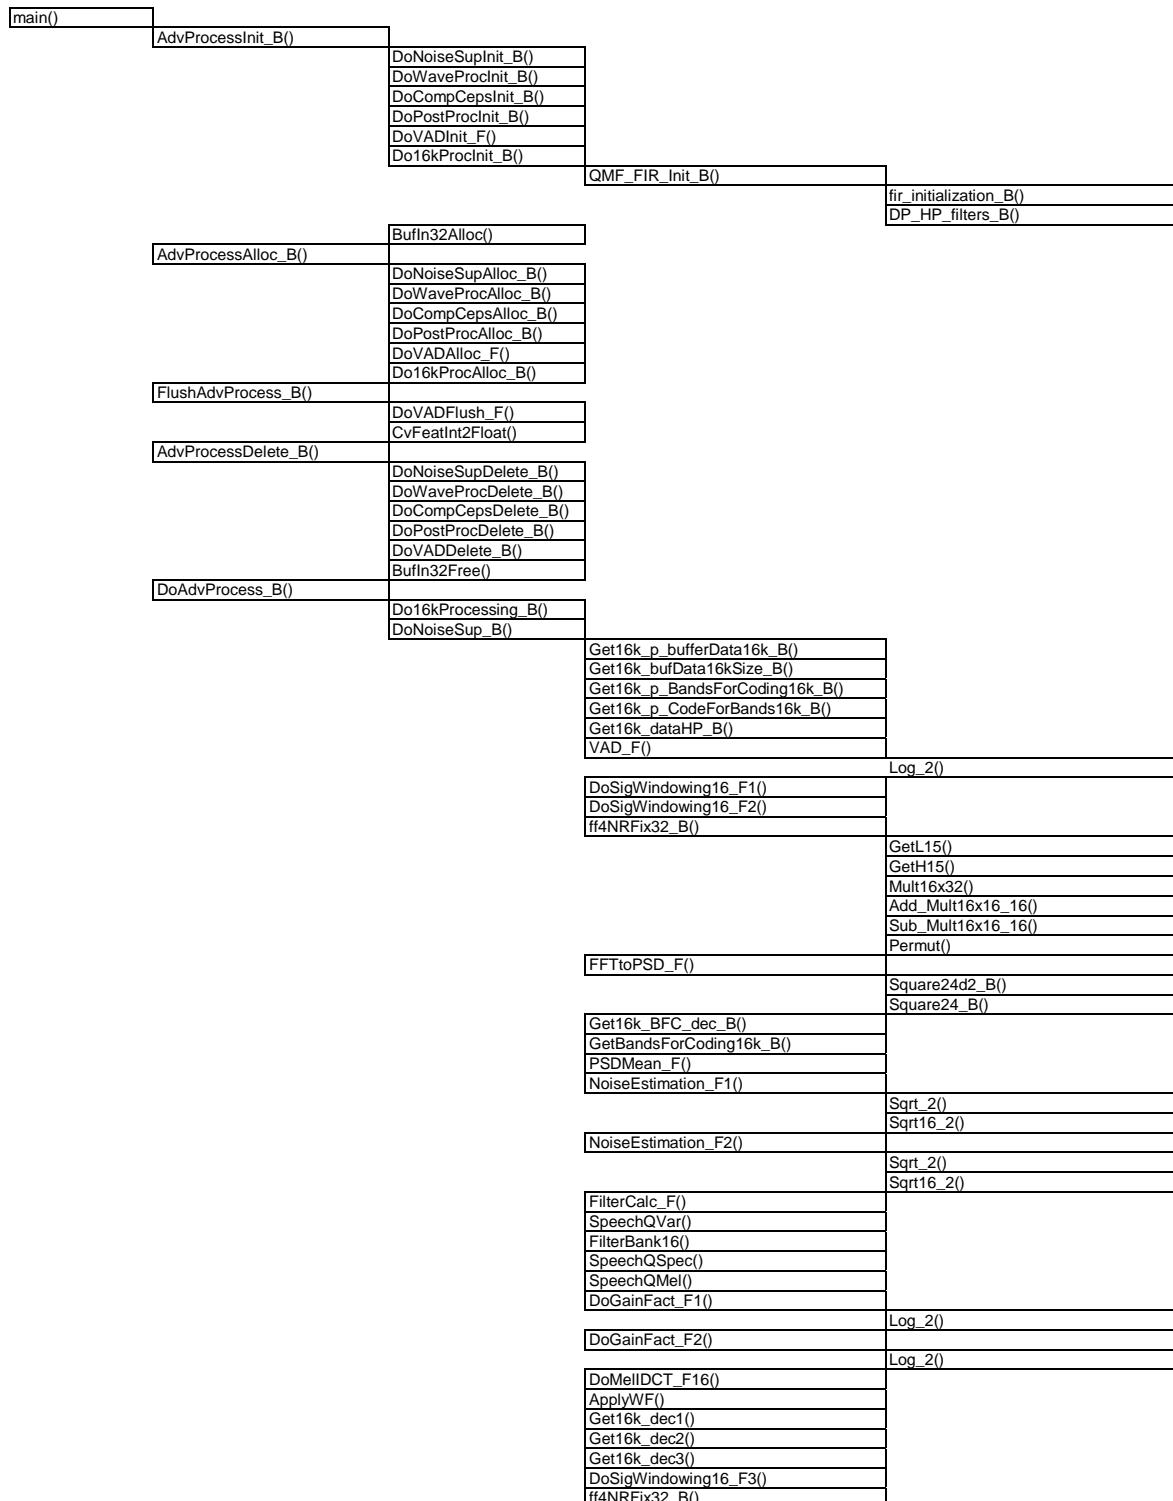 main()
AdvProcessInit_B()
DoNoiseSupInit_B()
DoWaveProcInit_B()
DoCompCepsInit_B()
DoPostProcInit_B()
DoVADInit_F()
Do16kProcInit_B()
QMF_FIR_Init_B()
fir_initialization_B()
DP_HP_filters_B()
BufIn32Alloc()
AdvProcessAlloc_B()
DoNoiseSupAlloc_B()
DoWaveProcAlloc_B()
DoCompCepsAlloc_B()
DoPostProcAlloc_B()
DoVADAlloc_F()
Do16kProcAlloc_B()
FlushAdvProcess_B()
DoVADFlush_F()
CvFeatInt2Float()
AdvProcessDelete_B()
DoNoiseSupDelete_B()
DoWaveProcDelete_B()
DoCompCepsDelete_B()
DoPostProcDelete_B()
DoVADDelete_B()
BufIn32Free()
DoAdvProcess_B()
Do16kProcessing_B()
DoNoiseSup_B()
Get16k_p_bufferData16k_B()
Get16k_bufData16kSize_B()
Get16k_p_BandsForCoding16k_B()
Get16k_p_CodeForBands16k_B()
Get16k_dataHP_B()
VAD_F()
Log_2()
DoSigWindowing16_F1()
DoSigWindowing16_F2()
ff4NRFix32_B()
GetL15()
GetH15()
Mult16x32()
Add_Mult16x16_16()
Sub_Mult16x16_16()
Permut()
FFTtoPSD_F()
Square24d2_B()
Square24_B()
Get16k_BFC_dec_B()
GetBandsForCoding16k_B()
PSDMean_F()
NoiseEstimation_F1()
Sqrt_2()
Sqrt16_2()
NoiseEstimation_F2()
Sqrt_2()
Sqrt16_2()
FilterCalc_F()
SpeechQVar()
FilterBank16()
SpeechQSpec()
SpeechQMel()
DoGainFact_F1()
Log_2()
DoGainFact_F2()
Log_2()
DoMelIDCT_F16()
ApplyWF()
Get16k_dec1()
Get16k_dec2()
Get16k_dec3()
DoSigWindowing16_F3()
ff4NRFix32_B()